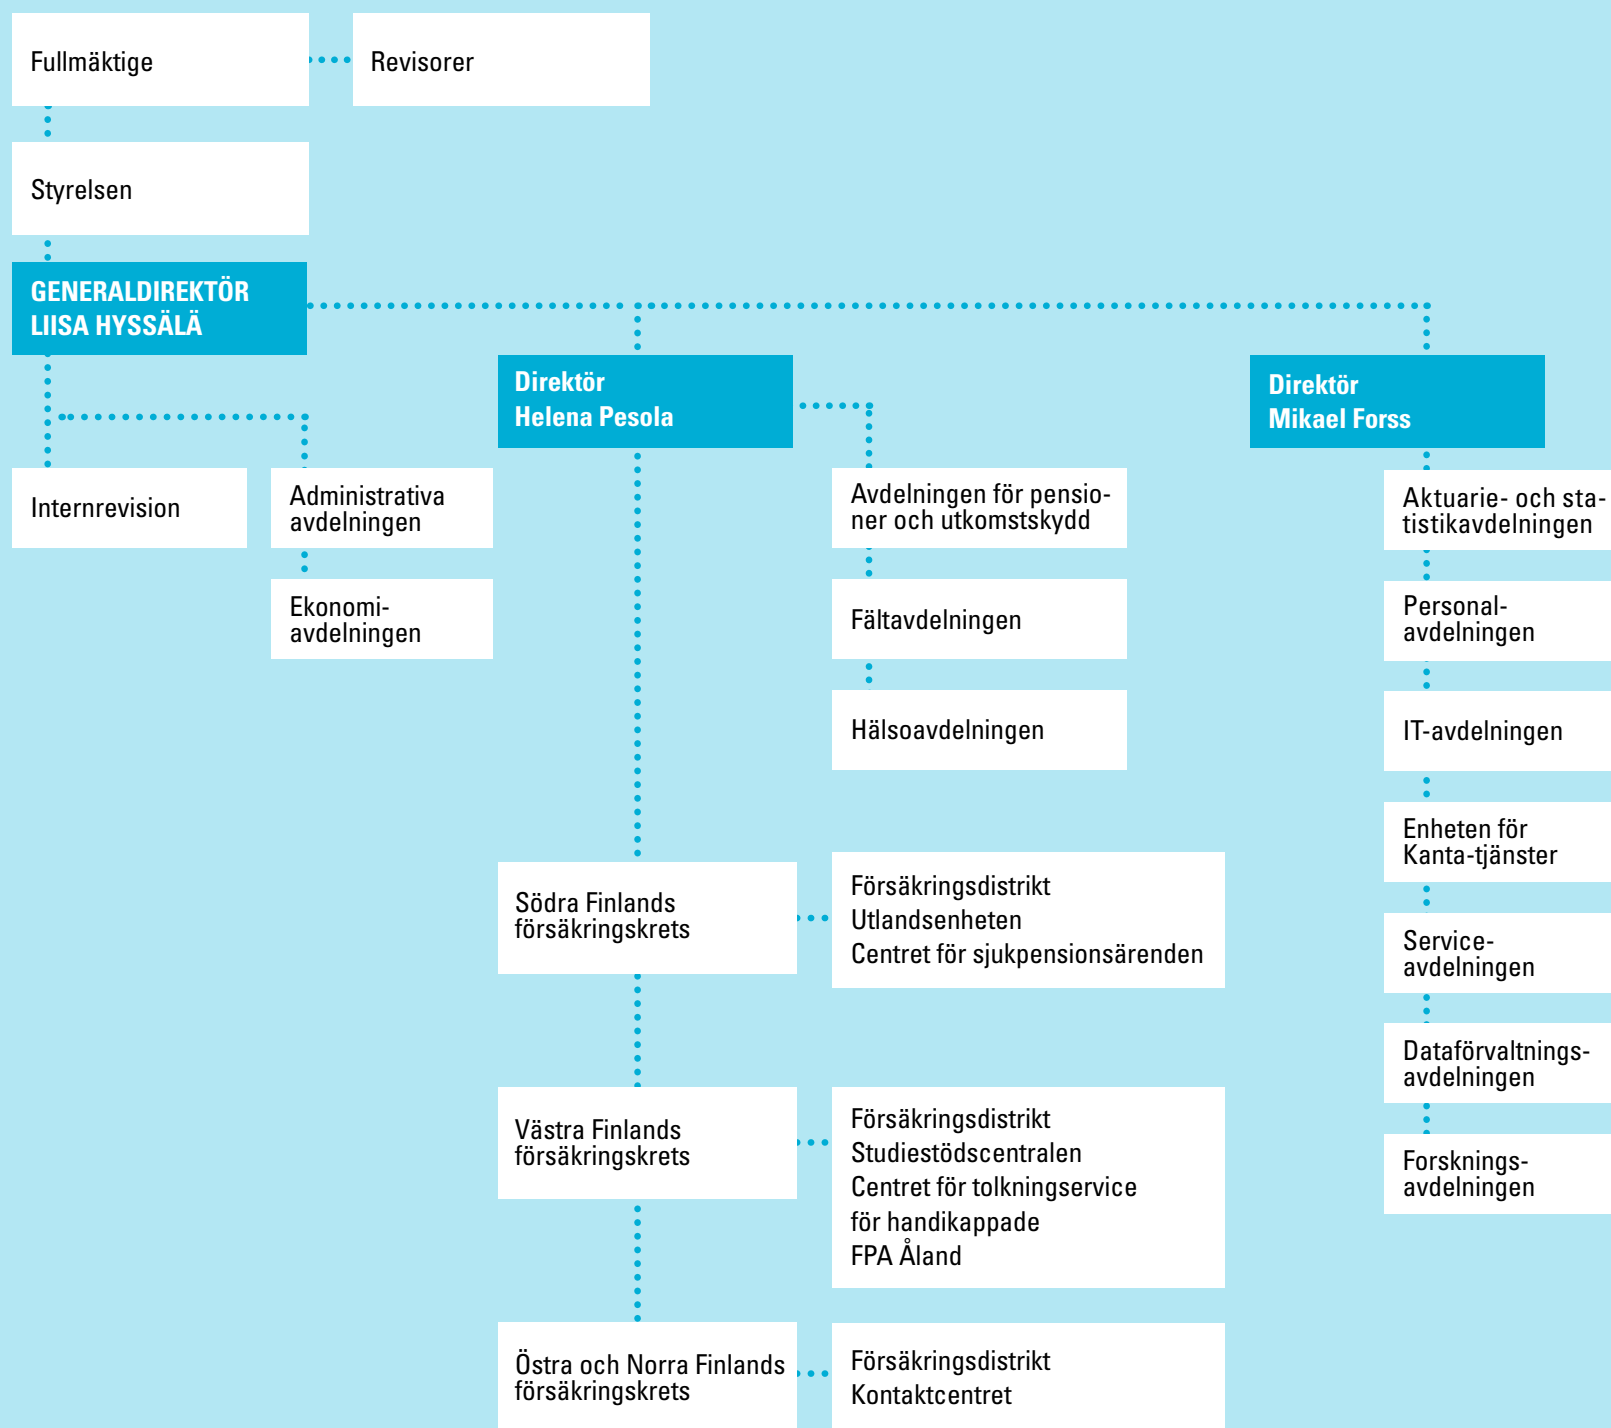 Fullmäktige
Revisorer
Styrelsen
GENERALDIREKTÖR
LIISA HYSSÄLÄ
Direktör
Helena Pesola
Direktör
Mikael Forss
Internrevision
Administrativa
avdelningen
Ekonomi-
avdelningen
Avdelningen för pensio-
ner och utkomstskydd
Fältavdelningen
Hälsoavdelningen
Aktuarie- och sta-
tistikavdelningen
Personal-
avdelningen
IT-avdelningen
Enheten för
Kanta-tjänster
Service-
avdelningen
Dataförvaltnings-
avdelningen
Forsknings-
avdelningen
Södra Finlands
försäkringskrets
Försäkringsdistrikt
Utlandsenheten
Centret för sjukpensionsärenden
Västra Finlands
försäkringskrets
Försäkringsdistrikt
Studiestödscentralen
Centret för tolkningservice
för handikappade
FPA Åland
Östra och Norra Finlands
försäkringskrets
Försäkringsdistrikt
Kontaktcentret